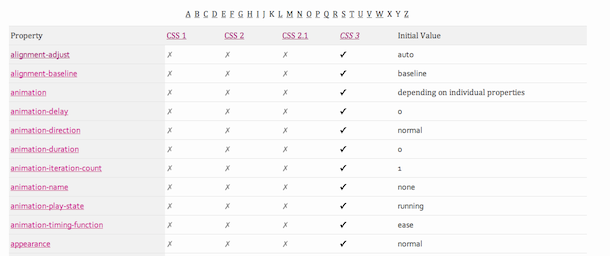 A B C D E F G H I J K L M N O P Q R S T U V W X Y Z
Property CSS 1 CSS 2 CSS 2.1 CSS 3 Initial Value
alignment-adjust ✗ ✗ ✗ ✓ auto
alignment-baseline ✗ ✗ ✗ ✓ baseline
animation ✗ ✗ ✗ ✓ depending on individual properties
animation-delay ✗ ✗ ✗ ✓ 0
animation-direction ✗ ✗ ✗ ✓ normal
animation-duration ✗ ✗ ✗ ✓ 0
animation-iteration-count ✗ ✗ ✗ ✓ 1
animation-name ✗ ✗ ✗ ✓ none
animation-play-state ✗ ✗ ✗ ✓ running
animation-timing-function ✗ ✗ ✗ ✓ ease
appearance ✗ ✗ ✗ ✓ normal